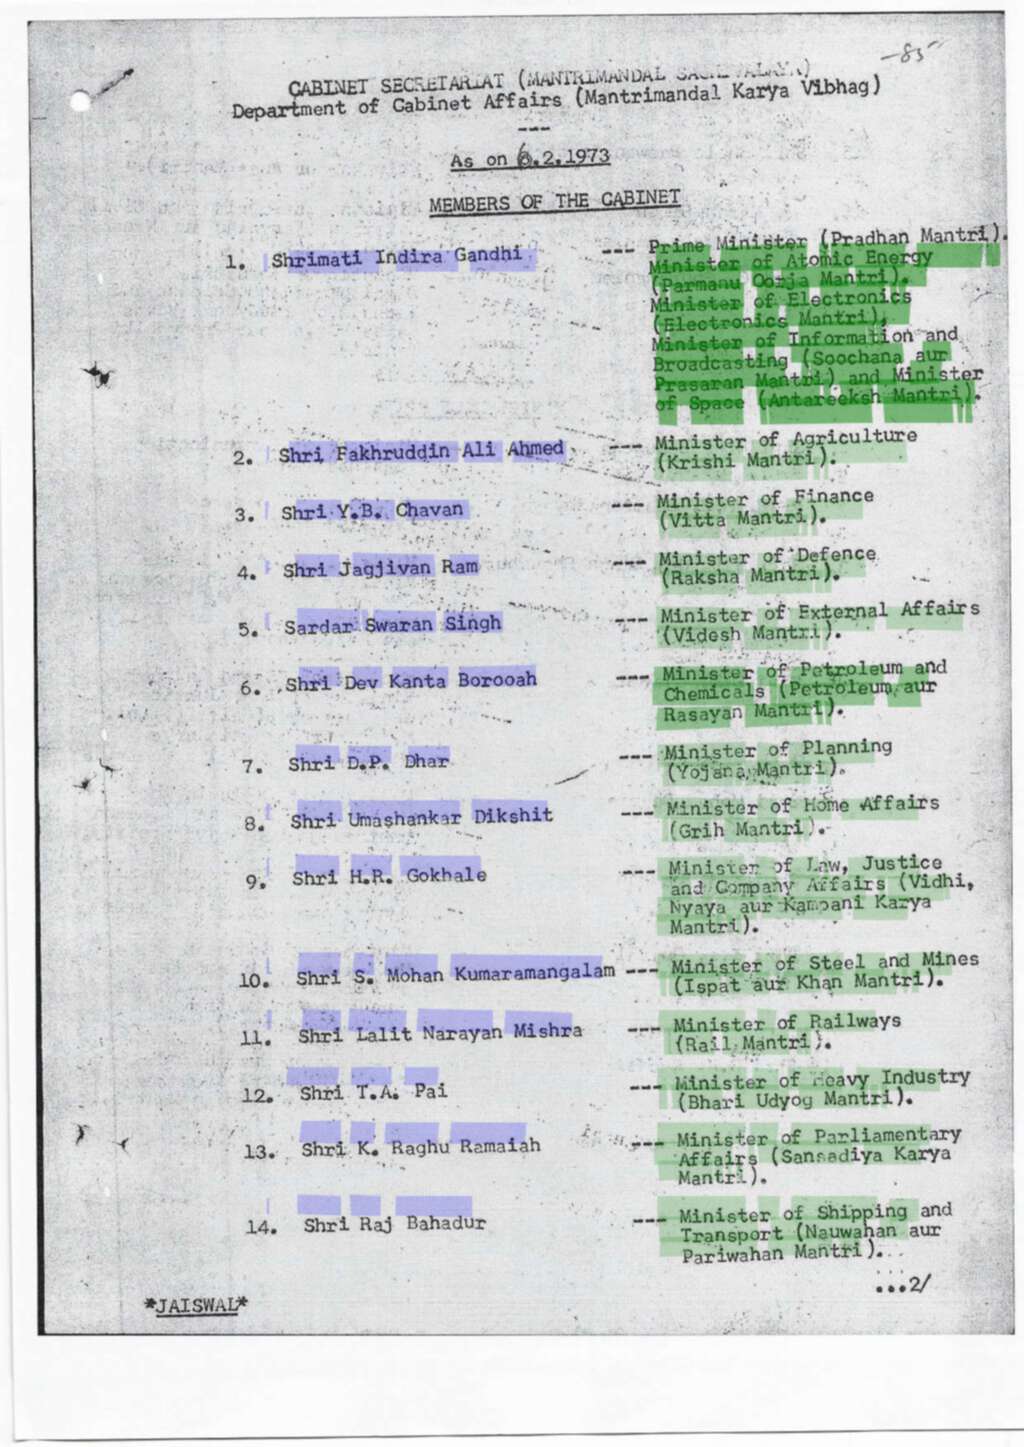 -85
CABINET SECRETARIAT (MANTRIMANDAL SACHIVALAYA)
Department of Cabinet Affairs (Mantrimandal Karya Vibhag)
---
As on 6.2.1973
MEMBERS OF THE CABINET
1. Shrimati Indira Gandhi --- Prime Minister (Pradhan Mantri).
Minister of Atomic Energy
(Parmanu Oorja Mantri).
Minister of Electronics
(Electronics Mantri),
Minister of Information and
Broadcasting (Soochana aur
Prasaran Mantri) and Minister
of Space (Antareeksh Mantri).
2. Shri Fakhruddin Ali Ahmed --- Minister of Agriculture
(Krishi Mantri).
3. Shri Y.B. Chavan --- Minister of Finance
(Vitta Mantri).
4. Shri Jagjivan Ram --- Minister of Defence
(Raksha Mantri).
5. Sardar Swaran Singh --- Minister of External Affairs
(Videsh Mantri).
6. Shri Dev Kanta Borooah --- Minister of Petroleum and
Chemicals (Petroleum aur
Rasayan Mantri).
7. Shri D.P. Dhar --- Minister of Planning
(Yojana Mantri).
8. Shri Umashankar Dikshit --- Minister of Home Affairs
(Grih Mantri).
9. Shri H.R. Gokhale --- Minister of Law, Justice
and Company Affairs (Vidhi,
Nyaya aur Kampani Karya
Mantri).
10. Shri S. Mohan Kumaramangalam --- Minister of Steel and Mines
(Ispat aur Khan Mantri).
11. Shri Lalit Narayan Mishra --- Minister of Railways
(Rail Mantri).
12. Shri T.A. Pai --- Minister of Heavy Industry
(Bhari Udyog Mantri).
13. Shri K. Raghu Ramaiah --- Minister of Parliamentary
Affairs (Sansadiya Karya
Mantri).
14. Shri Raj Bahadur --- Minister of Shipping and
Transport (Nauwahan aur
Pariwahan Mantri)...
...2/
*JAISWAL*